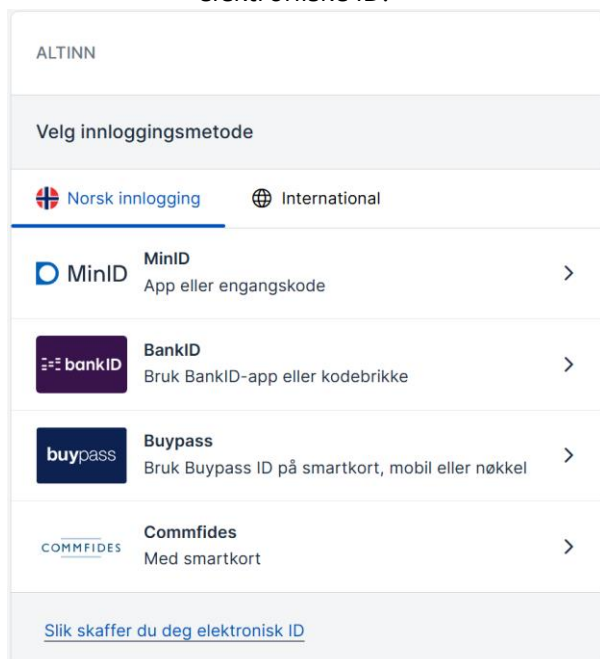 elektroniske ID.
ALTINN
Velg innloggingsmetode
Norsk innlogging International
MinID MinID
App eller engangskode
bankID BankID
Bruk BankID-app eller kodebrikke
buypass Buypass
Bruk Buypass ID på smartkort, mobil eller nøkkel
COMMFIDES Commfides
Med smartkort
Slik skaffer du deg elektronisk ID